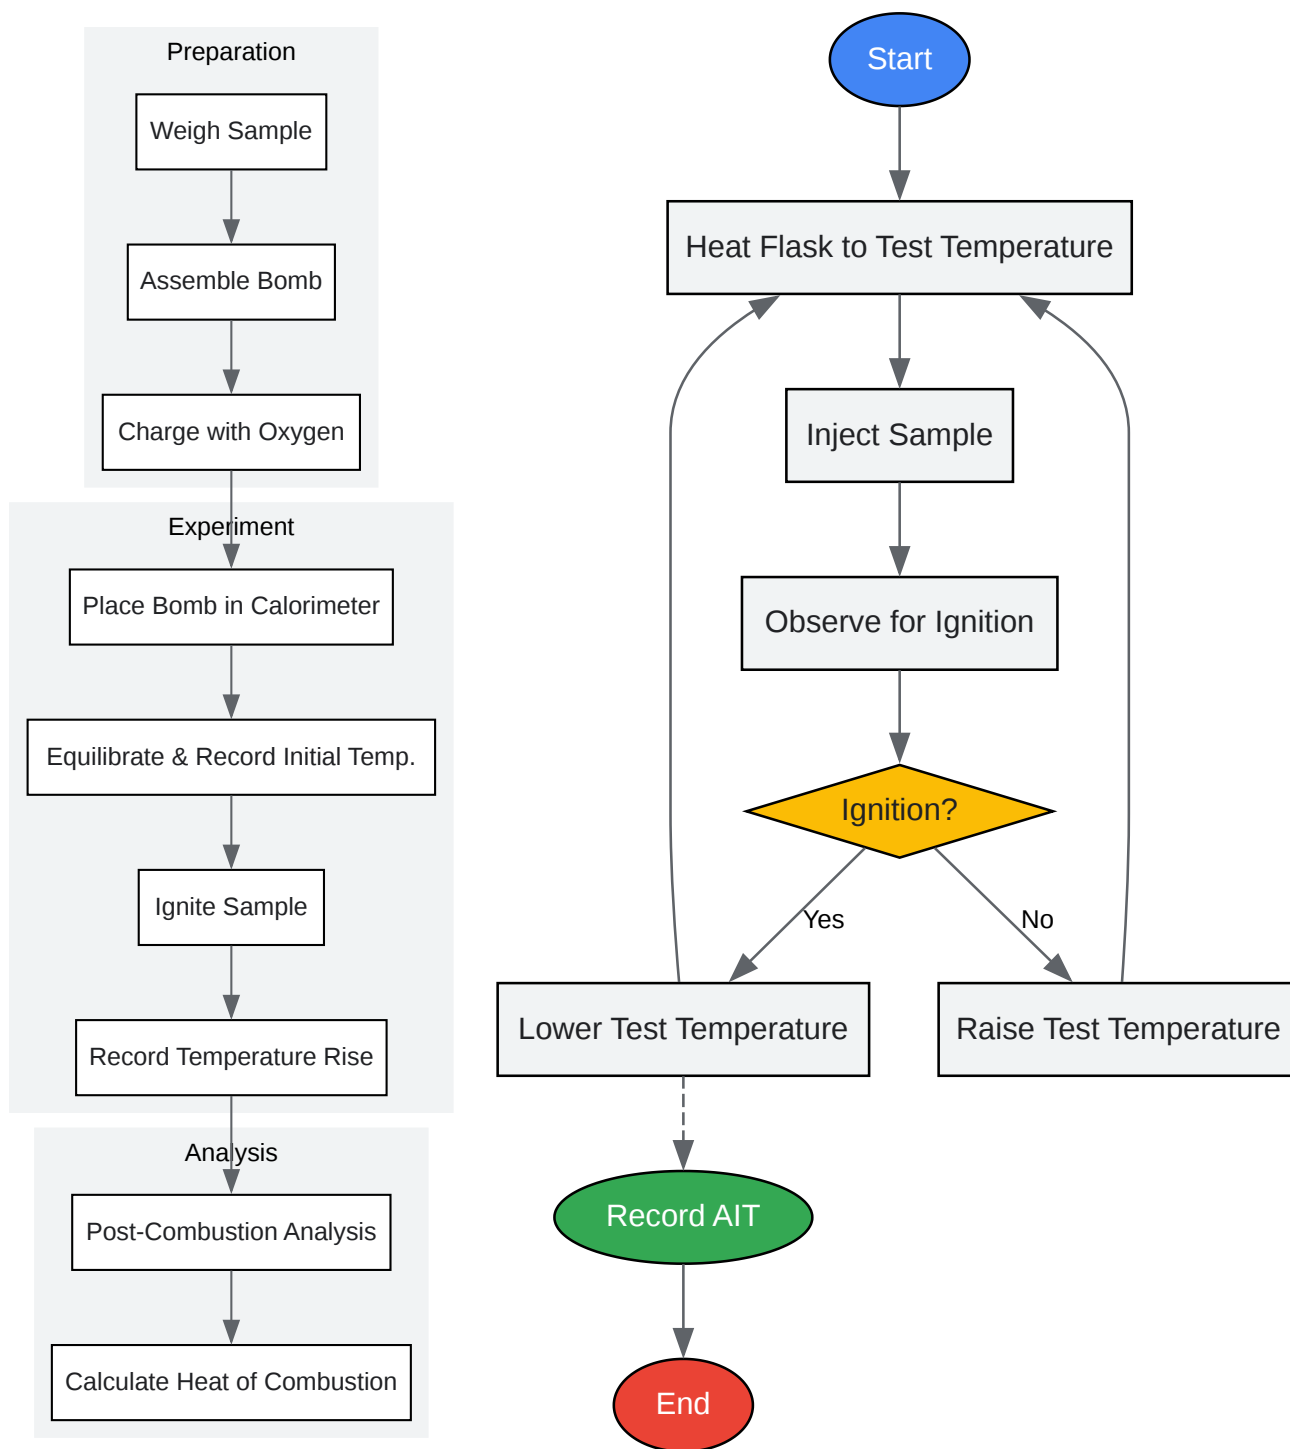 Preparation
Weigh Sample
Assemble Bomb
Charge with Oxygen
Experiment
Place Bomb in Calorimeter
Equilibrate & Record Initial Temp.
Ignite Sample
Record Temperature Rise
Analysis
Post-Combustion Analysis
Calculate Heat of Combustion
Start
Heat Flask to Test Temperature
Inject Sample
Observe for Ignition
Ignition?
Yes
No
Lower Test Temperature
Raise Test Temperature
Record AIT
End